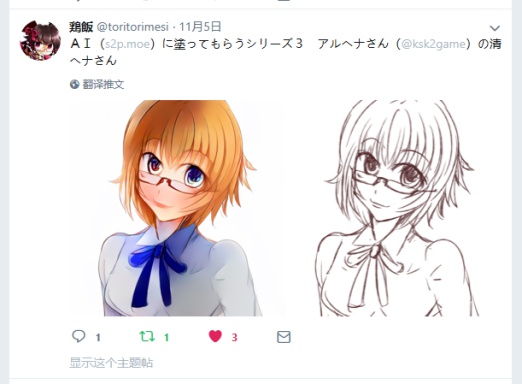 鶏飯 @toritorimesi · 11月5日
ＡＩ（s2p.moe）に塗ってもらうシリーズ３　アルヘナさん（@ksk2game）の清
ヘナさん
翻译推文
1 1 3
显示这个主题帖